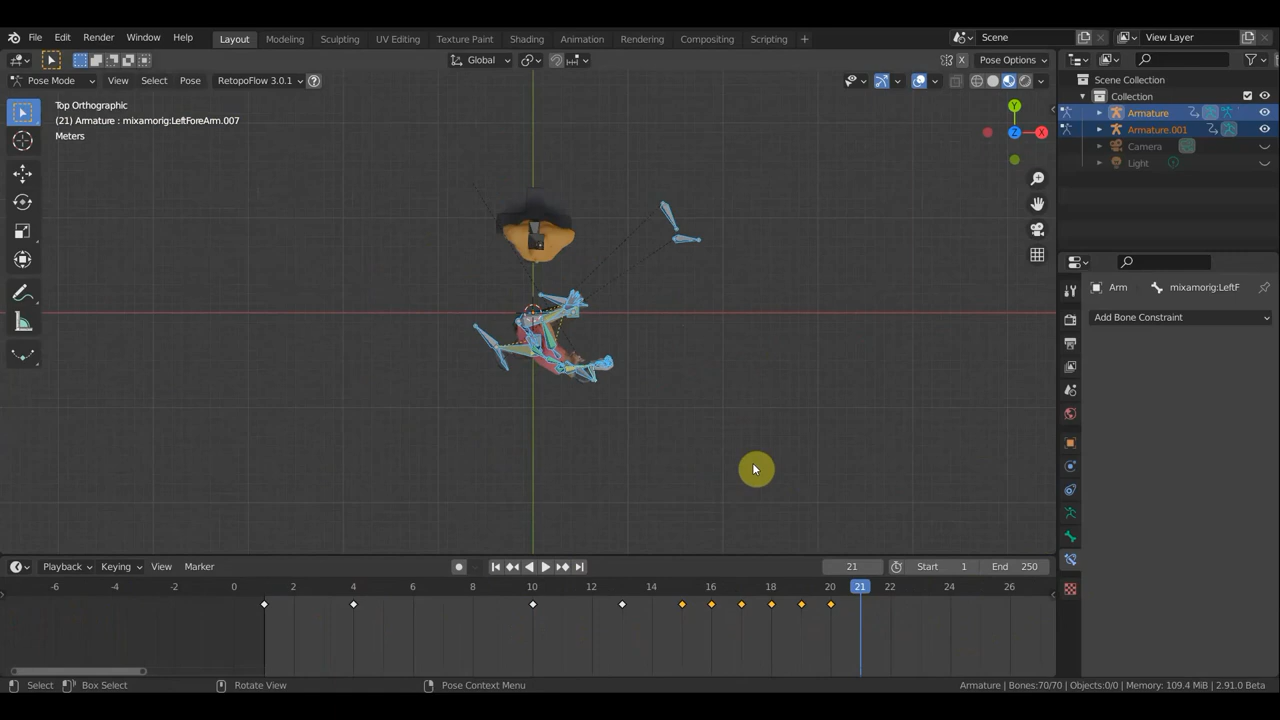 File Edit Render Window Help Layout Modeling Sculpting UV Editing Texture Paint Shading Animation Rendering Compositing Scripting + Scene View Layer
Global X Pose Options
Pose Mode View Select Pose RetopoFlow 3.0.1 ?
Scene Collection
Collection
Armature
Armature.001
Camera
Light
Top Orthographic
(21) Armature : mixamorig:LeftForeArm.007
Meters
Y
Z
X
Arm mixamorig:LeftF
Add Bone Constraint
Playback Keying View Marker 21 Start 1 End 250
-6 -4 -2 0 2 4 6 8 10 12 14 16 18 20 21 22 24 26
Select Box Select Rotate View Pose Context Menu Armature | Bones:70/70 | Objects:0/0 | Memory: 109.4 MiB | 2.91.0 Beta